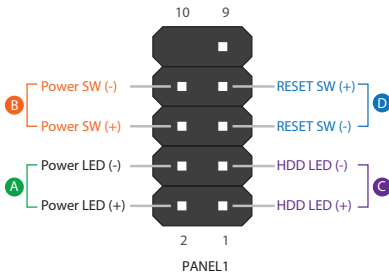 10 9
Power SW (-) RESET SW (+)
B D
Power SW (+) RESET SW (-)
Power LED (-) HDD LED (-)
A C
Power LED (+) HDD LED (+)
2 1
PANEL1